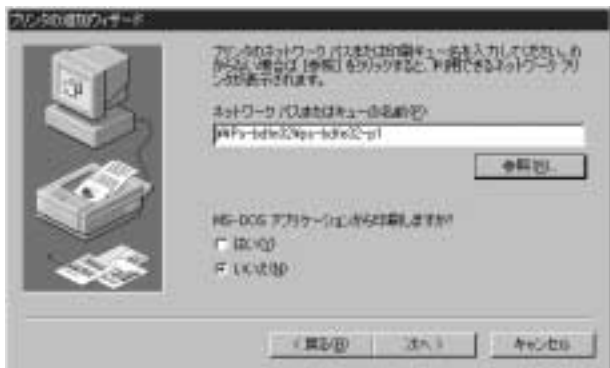 プリンタの追加ウィザード
プリンタのネットワーク パスまたは印刷キュー名を入力してください。わ
からない場合は [参照] をクリックすると、利用できるネットワーク プリ
ンタが表示されます。
ネットワーク パスまたはキューの名前(P)
参照(R)...
MS-DOS アプリケーションから印刷しますか?
はい(Y)
いいえ(N)
< 戻る(B)
次へ >
キャンセル